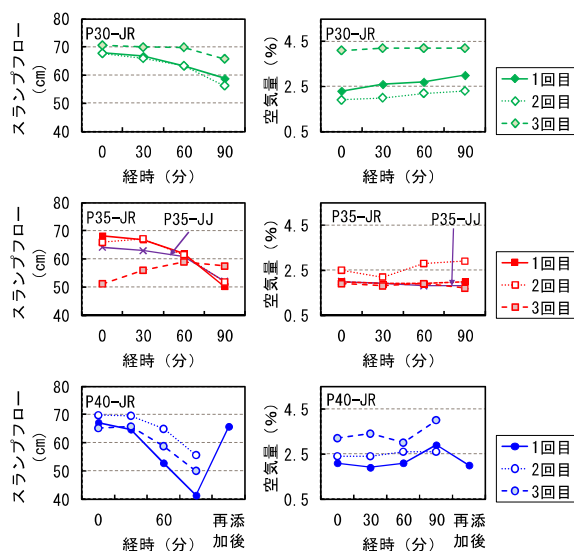 P30-JR
スランプフロー
(cm)
80
70
60
50
40
0 30 60 90
経時（分）
P30-JR
空気量（%）
4.5
2.5
0.5
0 30 60 90
経時（分）
1回目
2回目
3回目
P35-JR
P35-JJ
スランプフロー
(cm)
80
70
60
50
40
0 30 60 90
経時（分）
P35-JR
P35-JJ
空気量（%）
4.5
2.5
0.5
0 30 60 90
経時（分）
1回目
2回目
3回目
P40-JR
スランプフロー
(cm)
80
70
60
50
40
0 60 再添
加後
経時（分）
P40-JR
空気量（%）
4.5
2.5
0.5
0 30 60 90 再添
加後
経時（分）
1回目
2回目
3回目